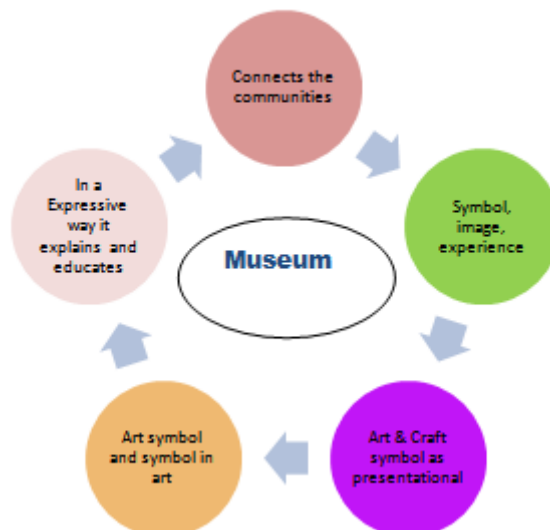 Connects the
communities
Symbol,
image,
experience
Art & Craft
symbol as
presentational
Art symbol
and symbol in
art
In a
Expressive
way it
explains and
educates
Museum